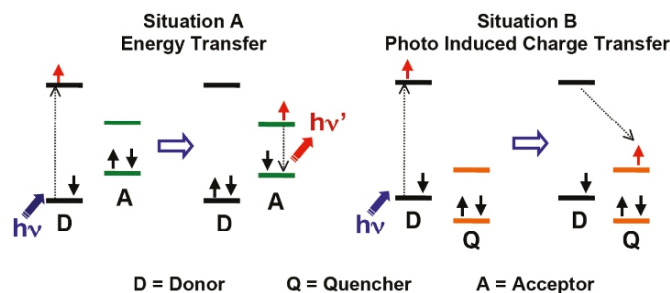 Situation A
Energy Transfer
Situation B
Photo Induced Charge Transfer
hν
D
A
D
A
hν'
hν
D
Q
D
Q
D = Donor
Q = Quencher
A = Acceptor